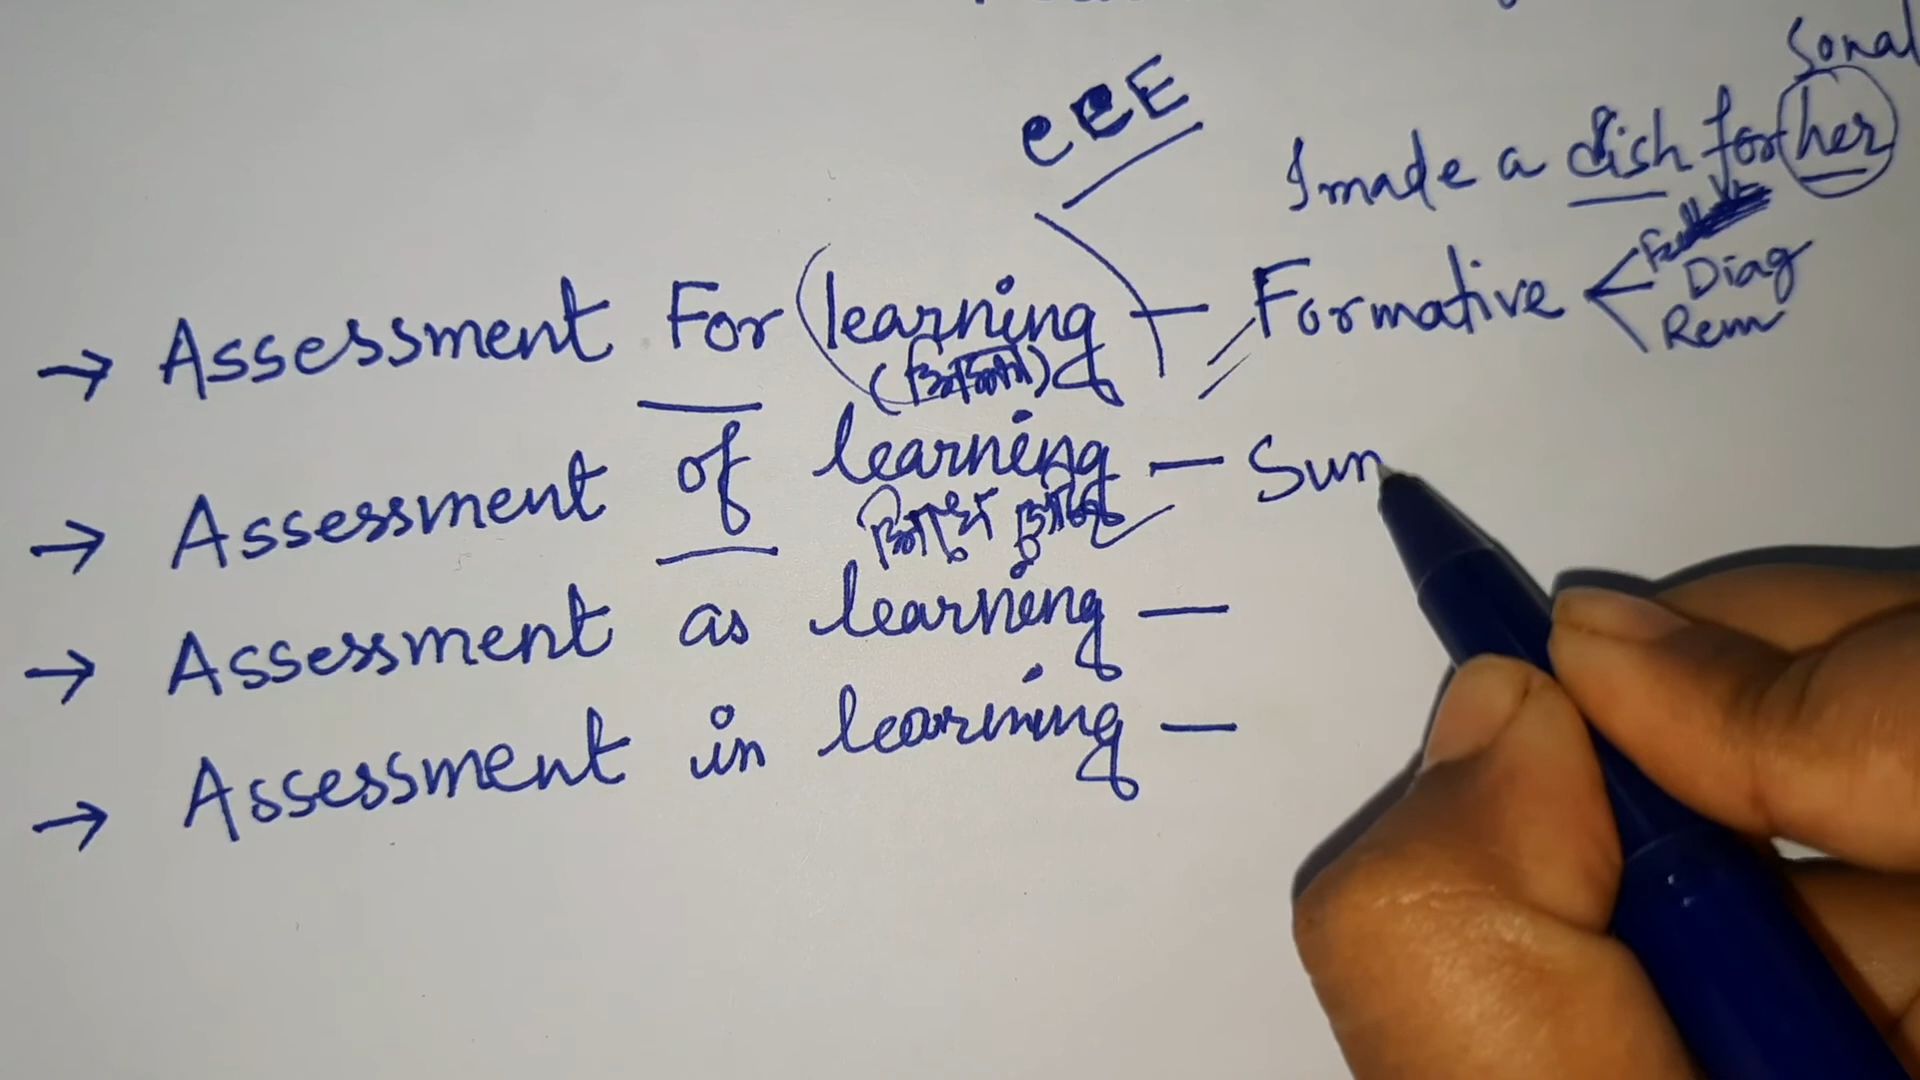 Sonal
CCE
I made a dish for her
→ Assessment For learning — Formative
Diag
Rem
→ Assessment of learning — Sum
→ Assessment as learning —
→ Assessment in learning —